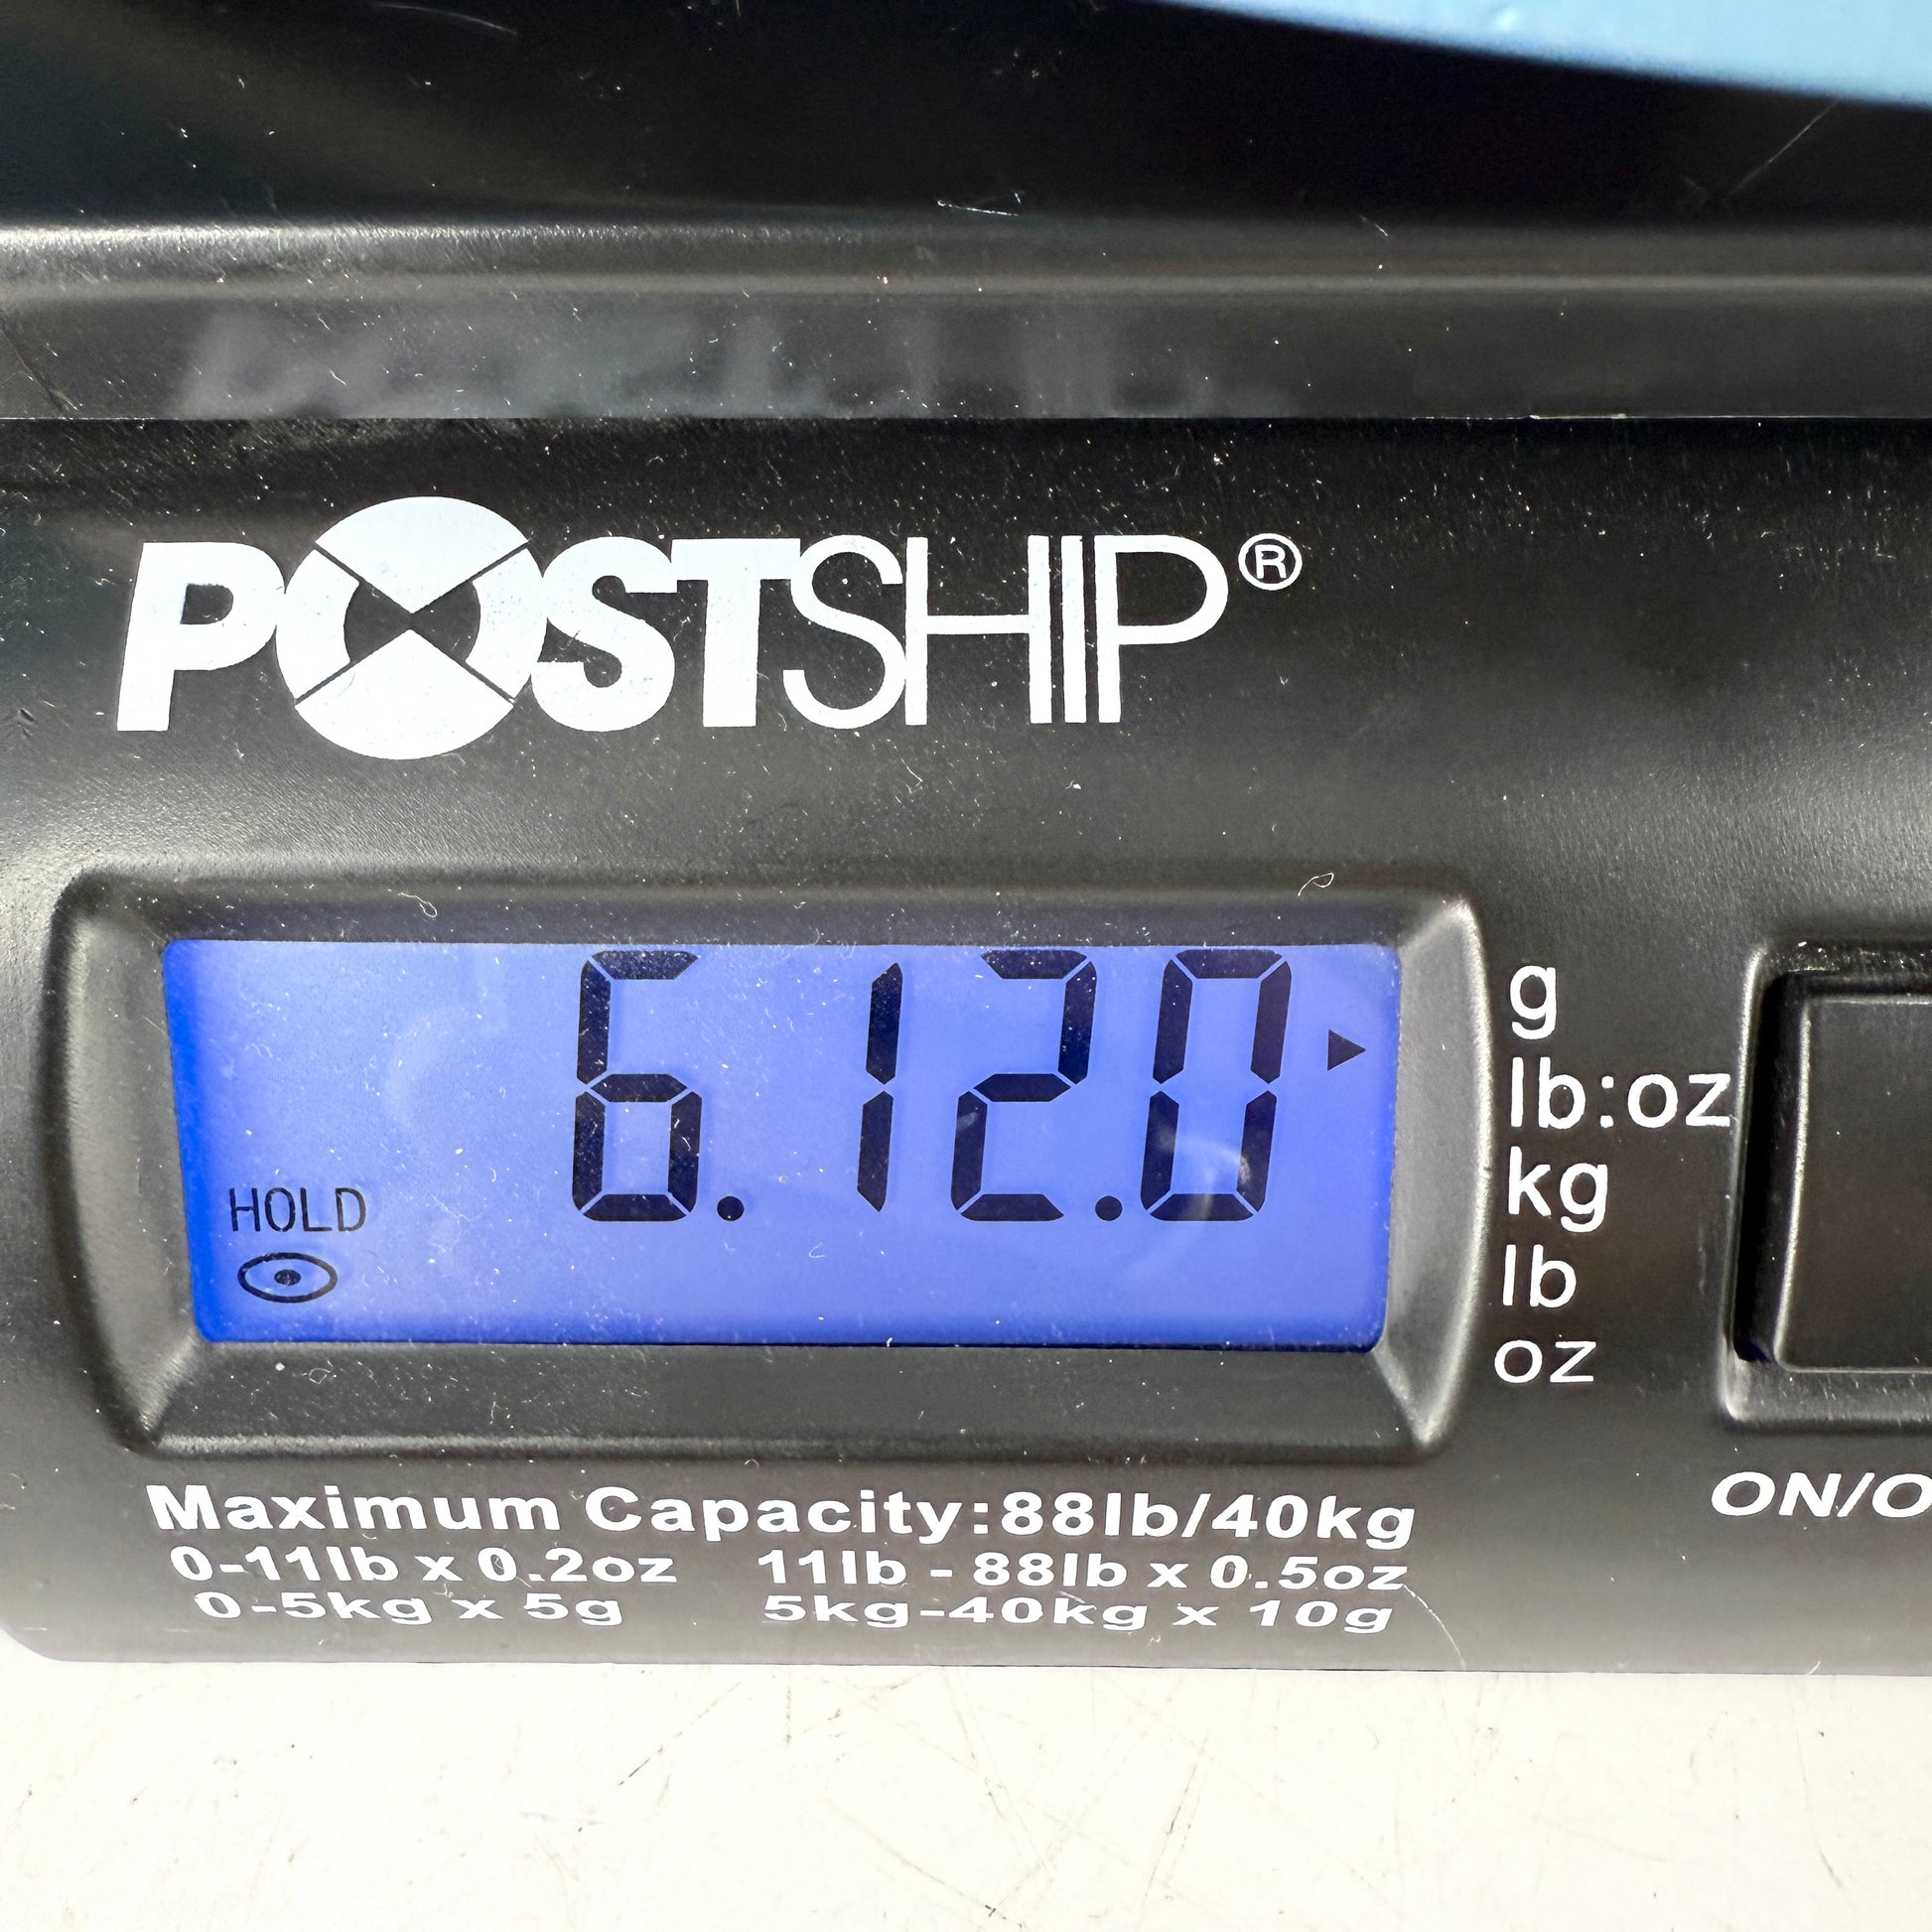 POSTSHIP®
6.12.0
g
lb:oz
HOLD
kg
lb
oz
Maximum Capacity:88lb/40kg
ON/O
0-11lb x 0.2oz 11lb - 88lb x 0.5oz
0-5kg x 5g 5kg-40kg x 10g